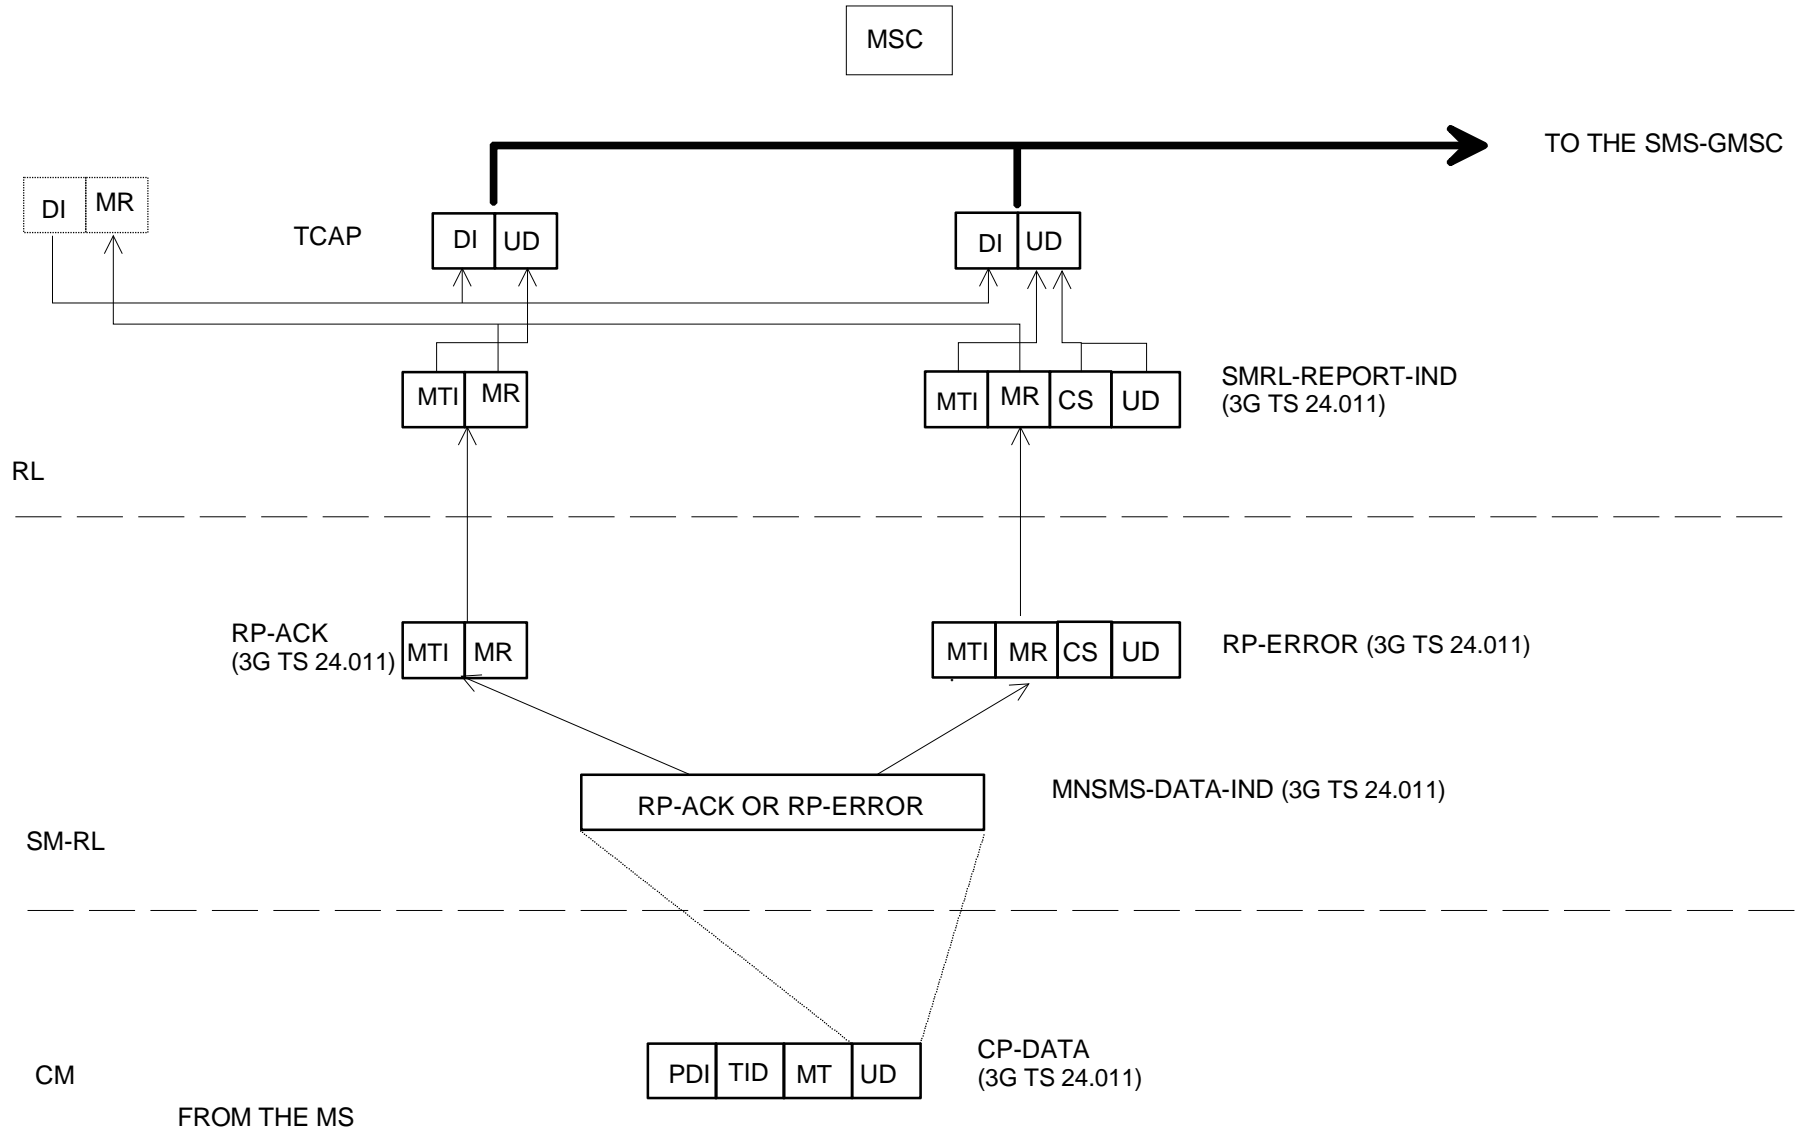 MSC
TO THE SMS-GMSC
DI MR
TCAP
DI UD
DI UD
MTI MR
MTI MR CS UD
SMRL-REPORT-IND
(3G TS 24.011)
RL
RP-ACK
(3G TS 24.011)
MTI MR
MTI MR CS UD
RP-ERROR (3G TS 24.011)
RP-ACK OR RP-ERROR
MNSMS-DATA-IND (3G TS 24.011)
SM-RL
CM
PDI TID MT UD
CP-DATA
(3G TS 24.011)
FROM THE MS